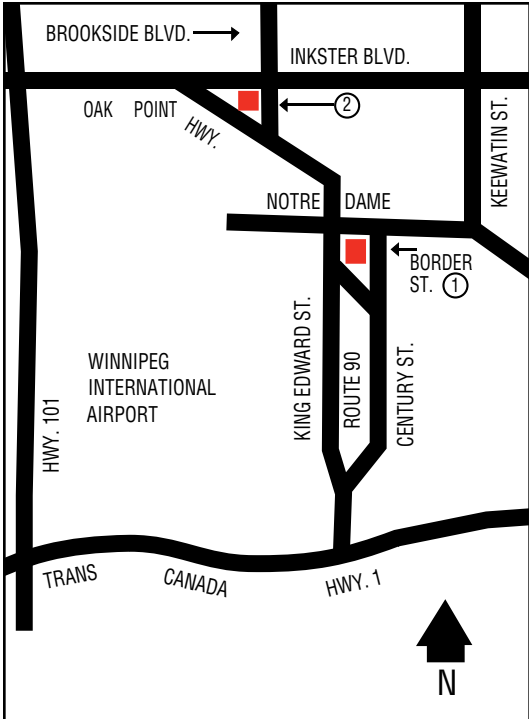 BROOKSIDE BLVD.
INKSTER BLVD.
OAK POINT
HWY.
2
KEEWATIN ST.
NOTRE DAME
BORDER
ST. 1
KING EDWARD ST.
ROUTE 90
CENTURY ST.
WINNIPEG
INTERNATIONAL
AIRPORT
HWY. 101
TRANS CANADA HWY. 1
N